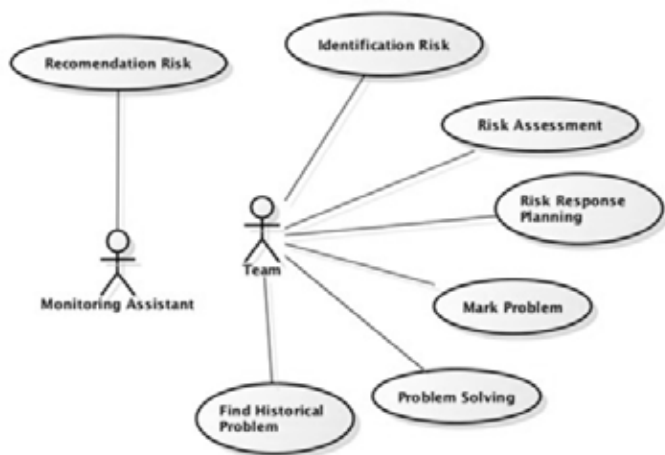 Identification Risk
Recomendation Risk
Risk Assessment
Risk Response
Planning
Team
Monitoring Assistant
Mark Problem
Problem Solving
Find Historical
Problem